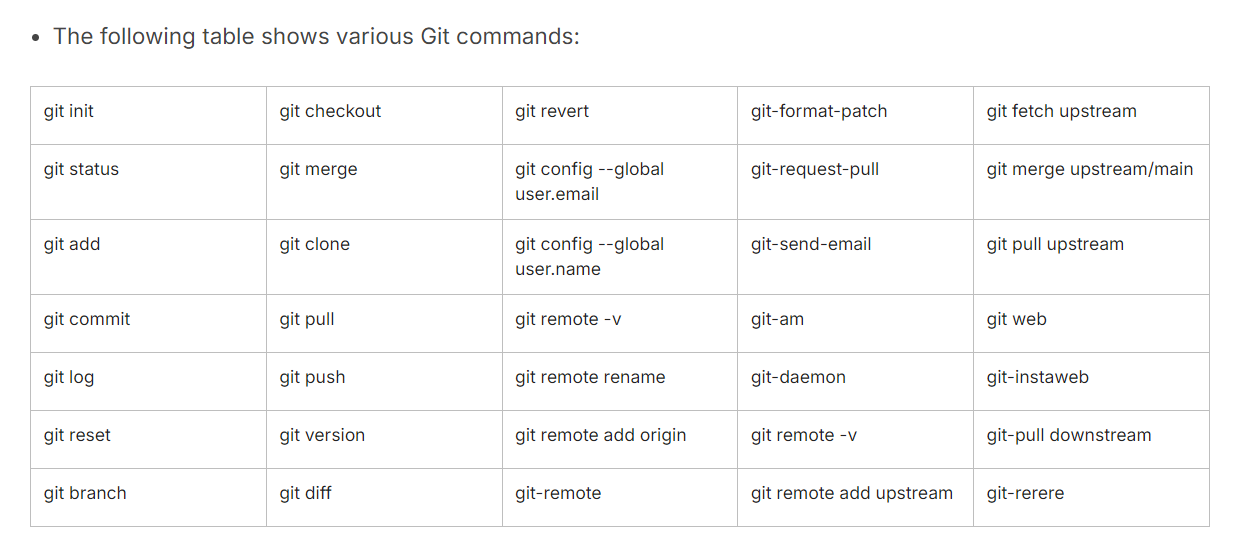 • The following table shows various Git commands:
git init git checkout git revert git-format-patch git fetch upstream
git status git merge git config --global git-request-pull git merge upstream/main
user.email
git add git clone git config --global git-send-email git pull upstream
user.name
git commit git pull git remote -v git-am git web
git log git push git remote rename git-daemon git-instaweb
git reset git version git remote add origin git remote -v git-pull downstream
git branch git diff git-remote git remote add upstream git-rerere